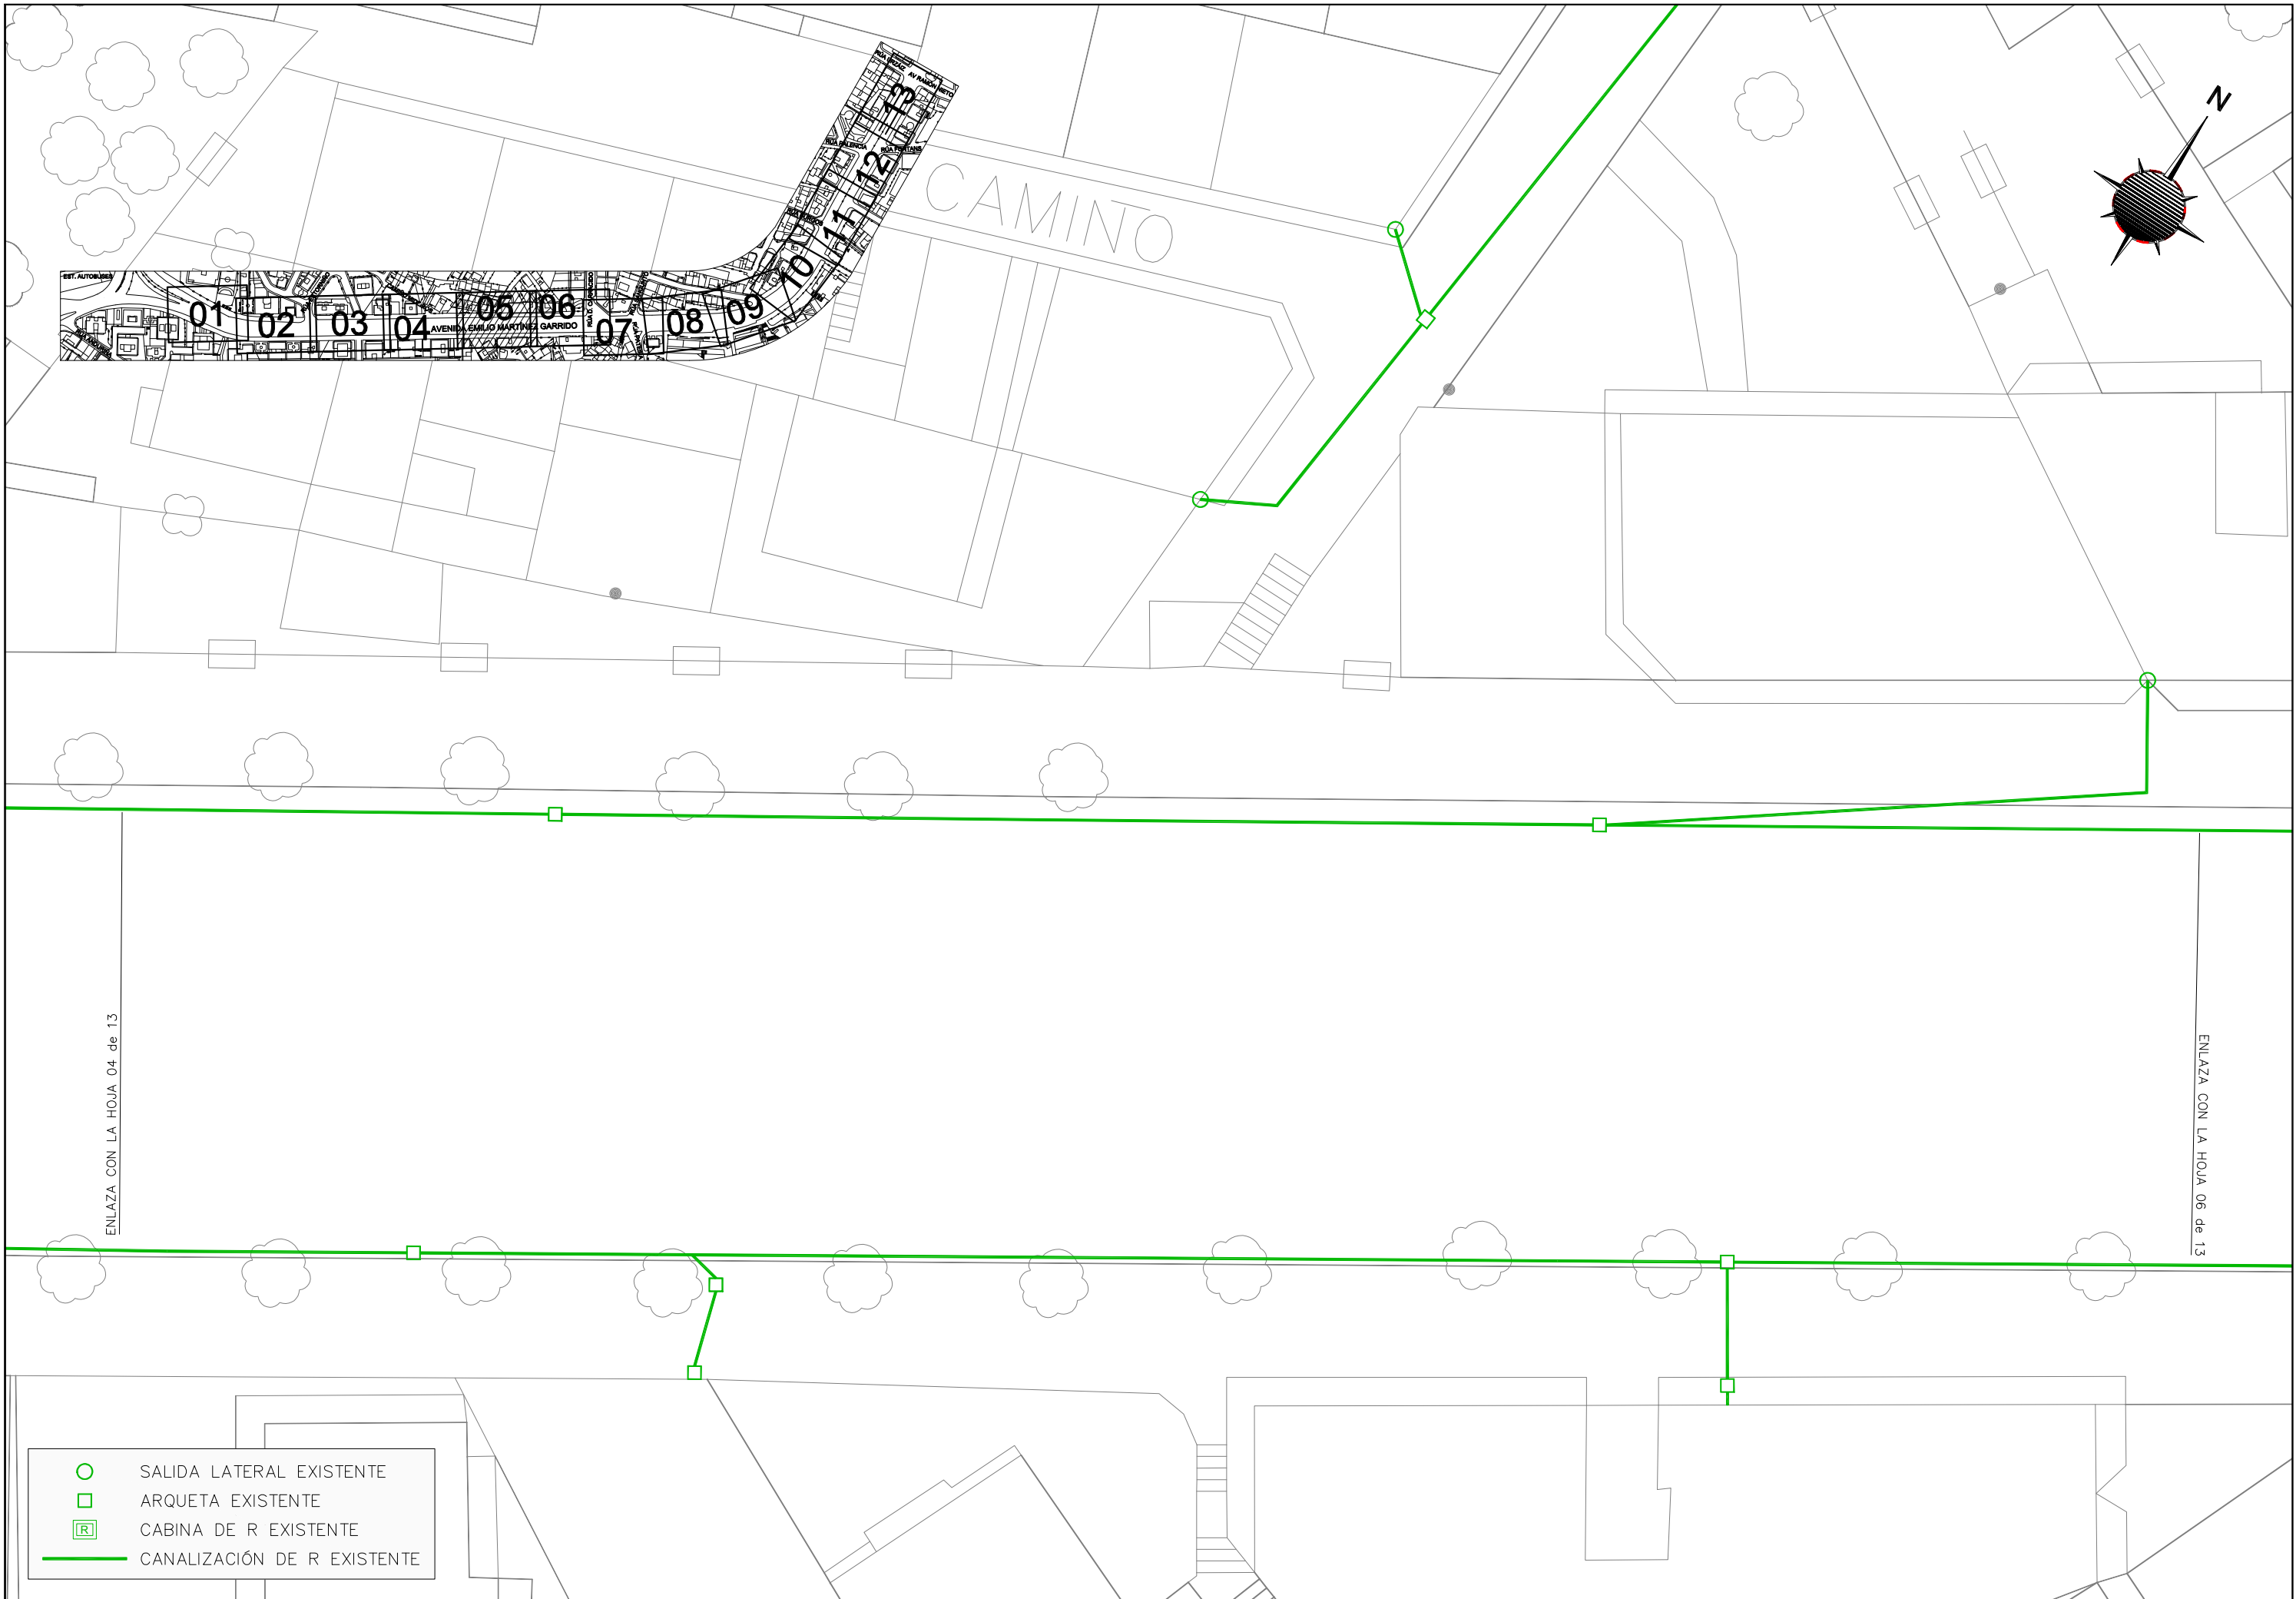 N
RÚA URZÁIZ
AV RAMÓN NIETO
13
RÚA PALENCIA
12
11
10
CAMIÑO
EST. AUTOBUSES
01
02
03
04
05
06
07
08
09
AVENIDA EMILIO MARTÍNEZ GARRIDO
ENLAZA CON LA HOJA 04 de 13
ENLAZA CON LA HOJA 06 de 13
SALIDA LATERAL EXISTENTE
ARQUETA EXISTENTE
R CABINA DE R EXISTENTE
CANALIZACIÓN DE R EXISTENTE